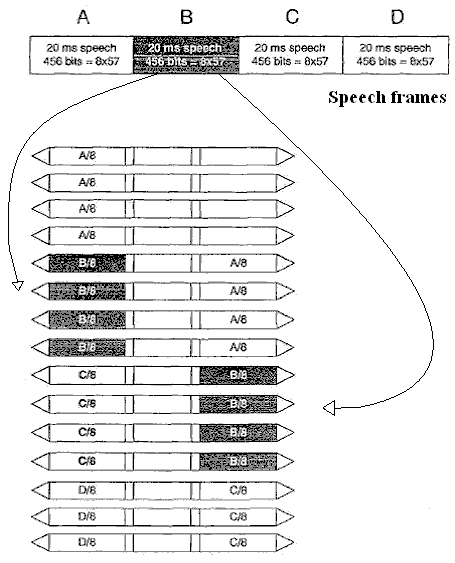 A B C D
20 ms speech 20 ms speech 20 ms speech 20 ms speech
456 bits = 8x57 456 bits = 8x57 456 bits = 8x57 456 bits = 8x57
Speech frames
A/8
A/8
A/8
A/8
B/8 A/8
B/8 A/8
B/8 A/8
B/8 A/8
C/8 B/8
C/8 B/8
C/8 B/8
C/8 B/8
D/8 C/8
D/8 C/8
D/8 C/8